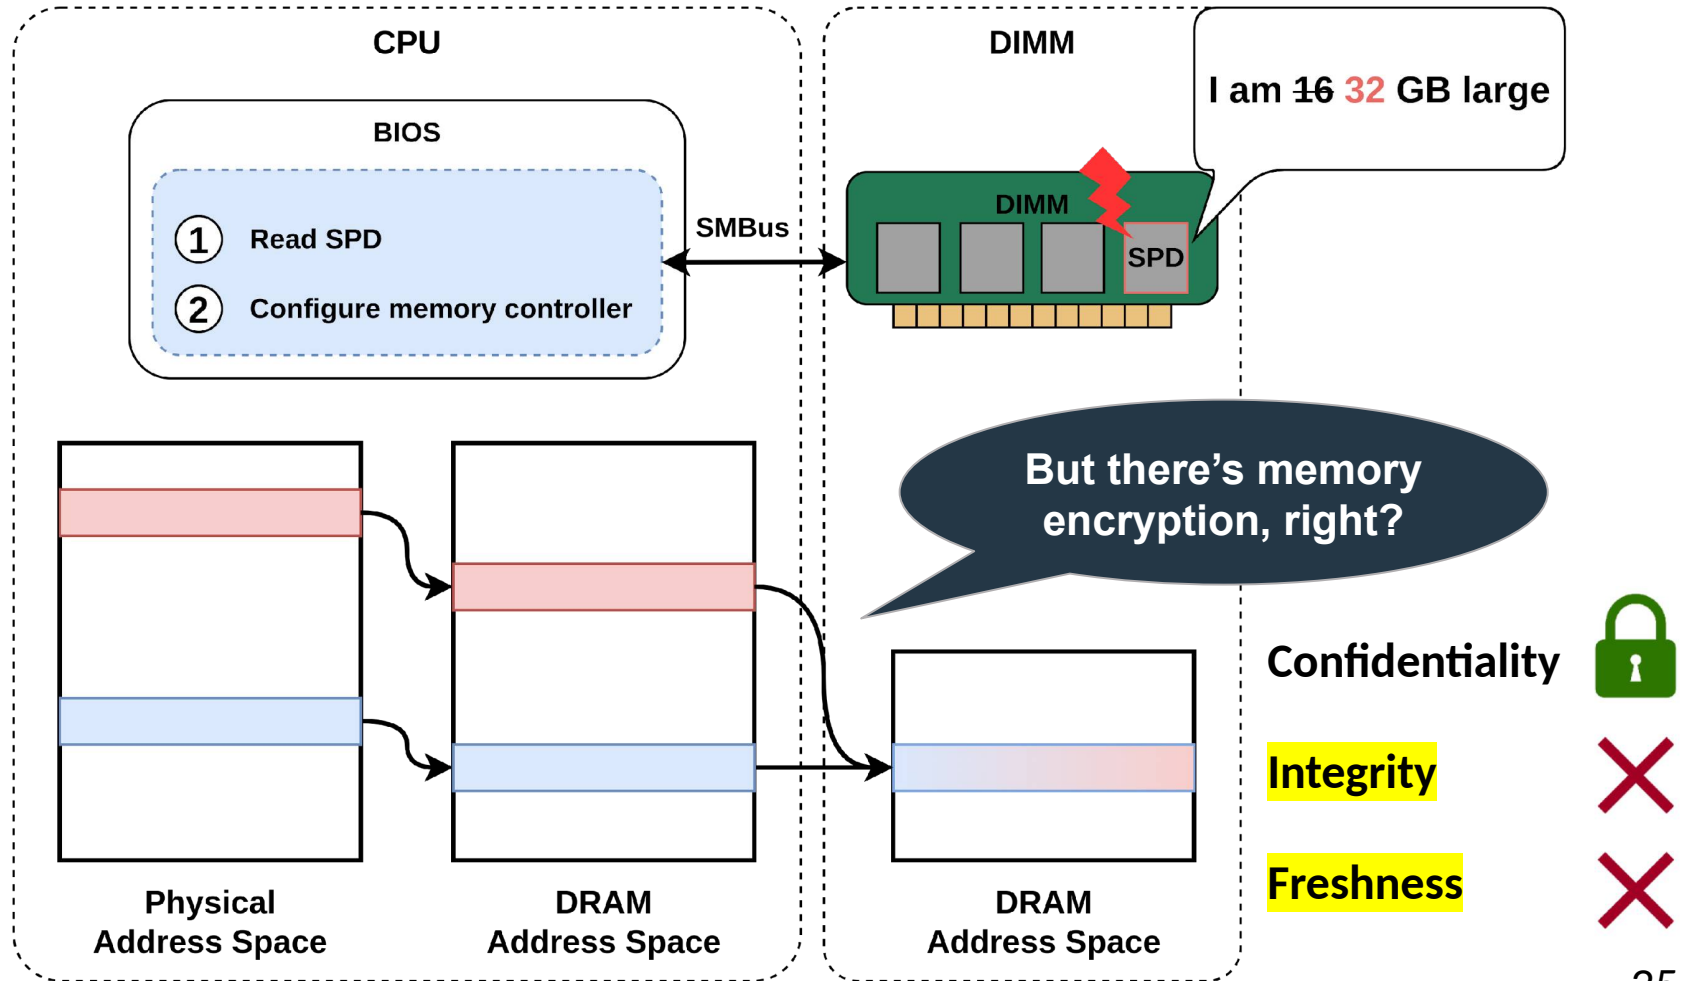 CPU
DIMM
I am 16 32 GB large
BIOS
1 Read SPD
2 Configure memory controller
SMBus
DIMM
SPD
But there’s memory
encryption, right?
Confidentiality
Integrity
Freshness
Physical
Address Space
DRAM
Address Space
DRAM
Address Space